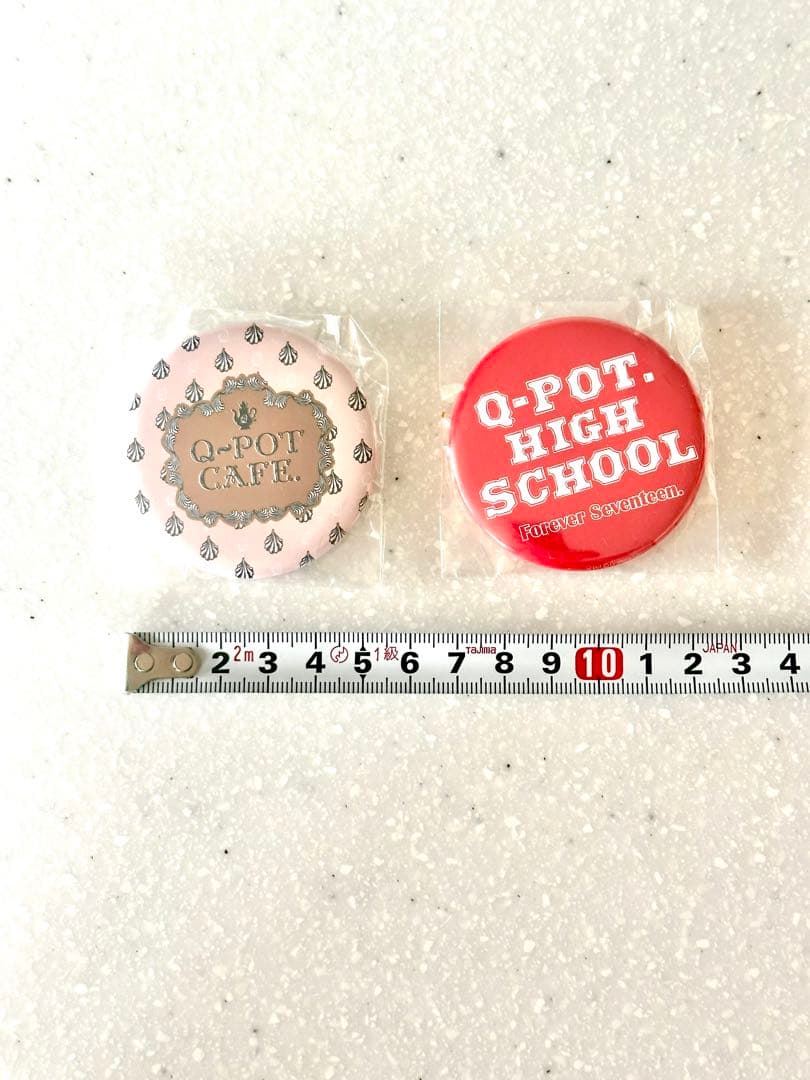 Q-POT
CAFE.
Q-POT.
HIGH
SCHOOL
Forever Seventeen.
2 2m 3 4 5 1級 6 7 Tajima 8 9 10 1 2 JAPAN 3 4